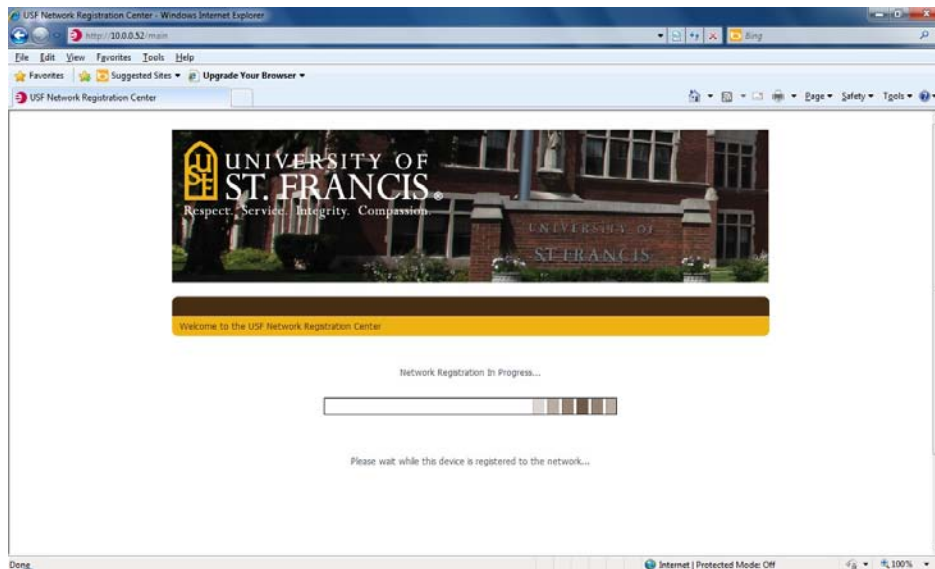 USF Network Registration Center - Windows Internet Explorer
http://10.0.0.52/main
Bing
File Edit View Favorites Tools Help
Favorites Suggested Sites Upgrade Your Browser
USF Network Registration Center
Page Safety Tools
USF
UNIVERSITY OF
ST. FRANCIS®
Respect. Service. Integrity. Compassion.
UNIVERSITY OF
ST FRANCIS
Welcome to the USF Network Registration Center
Network Registration In Progress...
Please wait while this device is registered to the network...
Done
Internet | Protected Mode: Off
100%